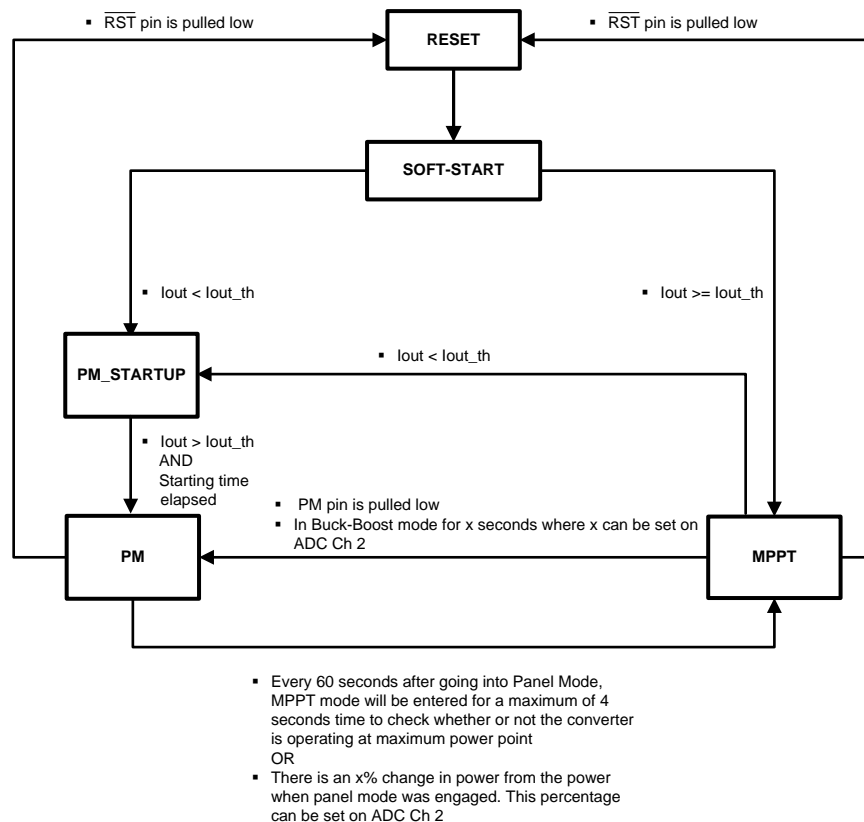 ▪ RST pin is pulled low
RESET
▪ RST pin is pulled low
SOFT-START
▪ Iout < Iout_th
▪ Iout >= Iout_th
PM_STARTUP
▪ Iout < Iout_th
▪ Iout > Iout_th
AND
Starting time
elapsed
▪ PM pin is pulled low
▪ In Buck-Boost mode for x seconds where x can be set on
ADC Ch 2
PM
MPPT
▪ Every 60 seconds after going into Panel Mode,
MPPT mode will be entered for a maximum of 4
seconds time to check whether or not the converter
is operating at maximum power point
OR
▪ There is an x% change in power from the power
when panel mode was engaged. This percentage
can be set on ADC Ch 2